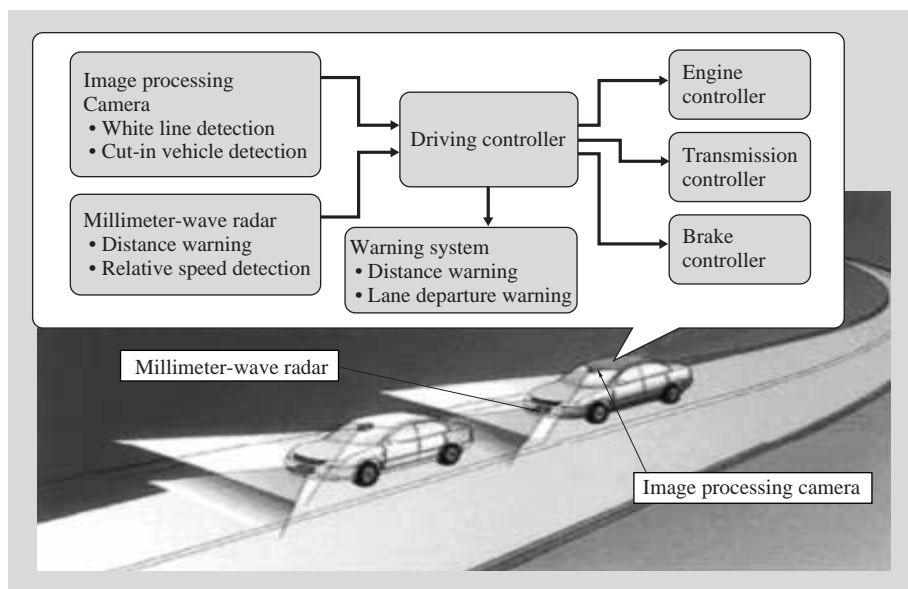 Image processing
Camera
• White line detection
• Cut-in vehicle detection
Millimeter-wave radar
• Distance warning
• Relative speed detection
Driving controller
Warning system
• Distance warning
• Lane departure warning
Engine
controller
Transmission
controller
Brake
controller
Millimeter-wave radar
Image processing camera